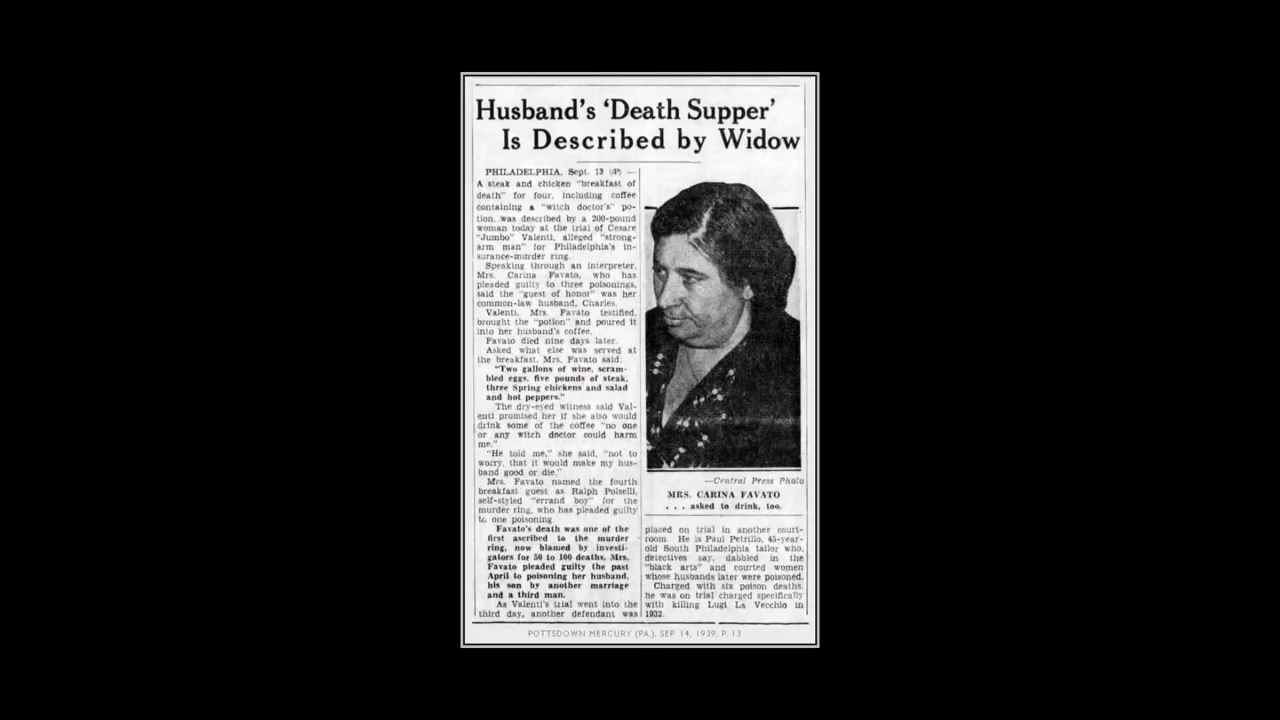 Husband's 'Death Supper'
Is Described by Widow
PHILADELPHIA, Sept. 13 (AP) —
A steak and chicken "breakfast of
death" for four, including coffee
containing a "witch doctor's" po-
tion, was described by a 200-pound
woman today at the trial of Cesare
"Jumbo" Valenti, alleged "strong-
arm man" for Philadelphia's in-
surance-murder ring.
Speaking through an interpreter,
Mrs. Carina Favato, who has
pleaded guilty to three poisonings,
said the "guest of honor" was her
common-law husband, Charles.
Valenti, Mrs. Favato testified,
brought the "potion" and poured it
into her husband's coffee.
Favato died nine days later.
Asked what else was served at
the breakfast, Mrs. Favato said:
"Two gallons of wine, scram-
bled eggs, five pounds of steak,
three Spring chickens and salad
and hot peppers."
The dry-eyed witness said Val-
enti promised her if she also would
drink some of the coffee "no one
or any witch doctor could harm
me."
"He told me," she said, "not to
worry, that it would make my hus-
band good or die."
Mrs. Favato named the fourth
breakfast guest as Ralph Polselli,
self-styled "errand boy" for the
murder ring, who has pleaded guilty
to one poisoning.
Favato's death was one of the
first ascribed to the murder
ring, now blamed by investi-
gators for 50 to 100 deaths. Mrs.
Favato pleaded guilty the past
April to poisoning her husband,
his son by another marriage
and a third man.
As Valenti's trial went into the
third day, another defendant was
—Central Press Photo
MRS. CARINA FAVATO
. . . asked to drink, too.
placed on trial in another court-
room. He is Paul Petrillo, 45-year-
old South Philadelphia tailor who,
detectives say, dabbled in the
"black arts" and courted women
whose husbands later were poisoned.
Charged with six poison deaths,
he was on trial charged specifically
with killing Lugi La Vecchio in
1932.
POTTSDOWN MERCURY (PA.), SEP 14, 1939, P. 13